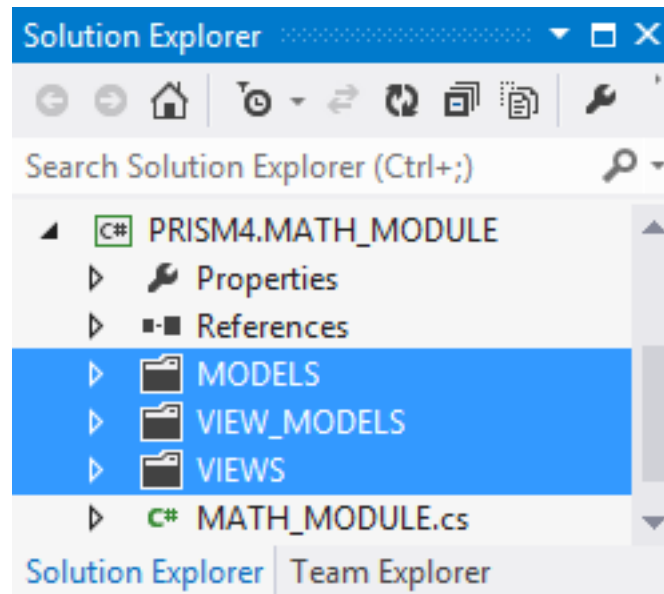 Solution Explorer
Search Solution Explorer (Ctrl+;)
C# PRISM4.MATH_MODULE
Properties
References
MODELS
VIEW_MODELS
VIEWS
C# MATH_MODULE.cs
Solution Explorer Team Explorer